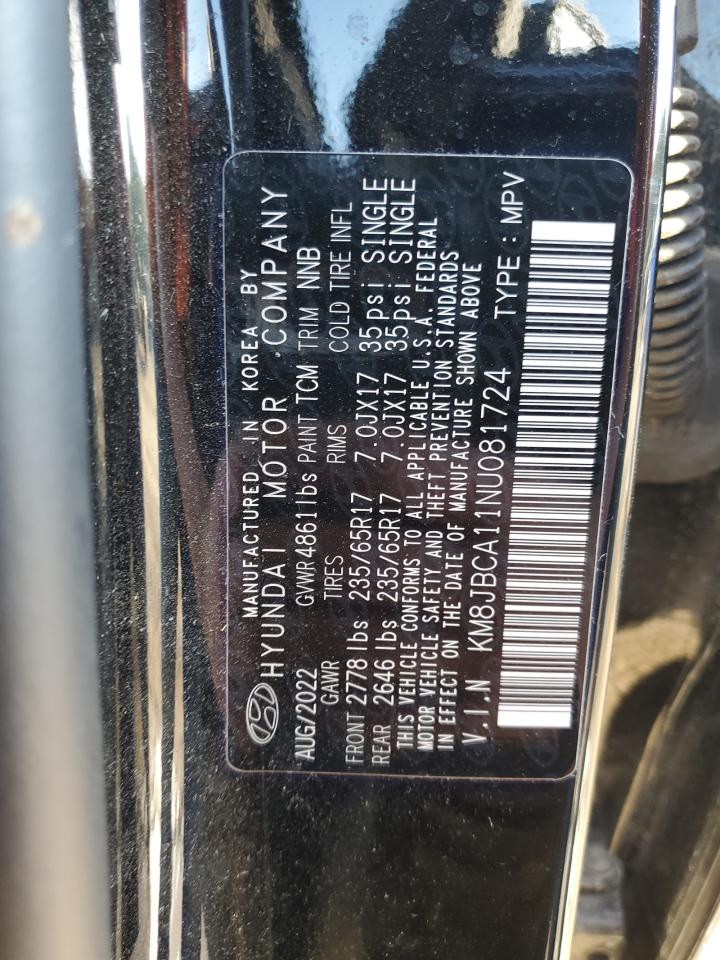 MANUFACTURED IN KOREA BY
HYUNDAI MOTOR COMPANY
AUG/2022 GVWR 4861 lbs PAINT TCM TRIM NNB
GAWR TIRES RIMS COLD TIRE INFL
FRONT 2778 lbs 235/65R17 7.0JX17 35psi SINGLE
REAR 2646 lbs 235/65R17 7.0JX17 35psi SINGLE
THIS VEHICLE CONFORMS TO ALL APPLICABLE U.S.A. FEDERAL
MOTOR VEHICLE SAFETY AND THEFT PREVENTION STANDARDS
IN EFFECT ON THE DATE OF MANUFACTURE SHOWN ABOVE
V.I.N KM8JBCA11NU081724 TYPE : MPV